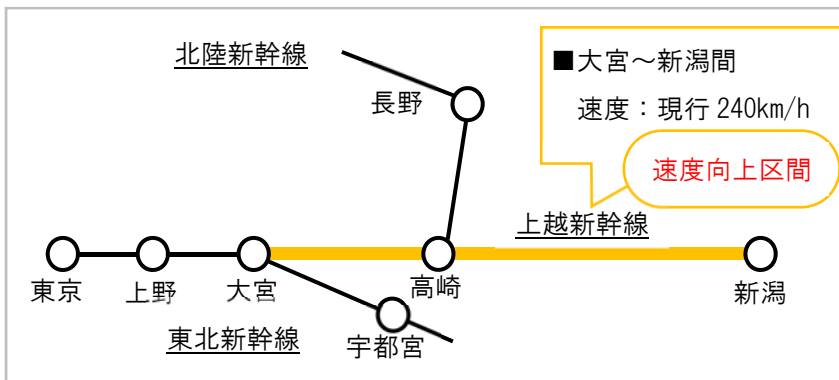 北陸新幹線
■大宮～新潟間
速度：現行 240km/h
長野
速度向上区間
上越新幹線
東京
上野
大宮
高崎
新潟
東北新幹線
宇都宮